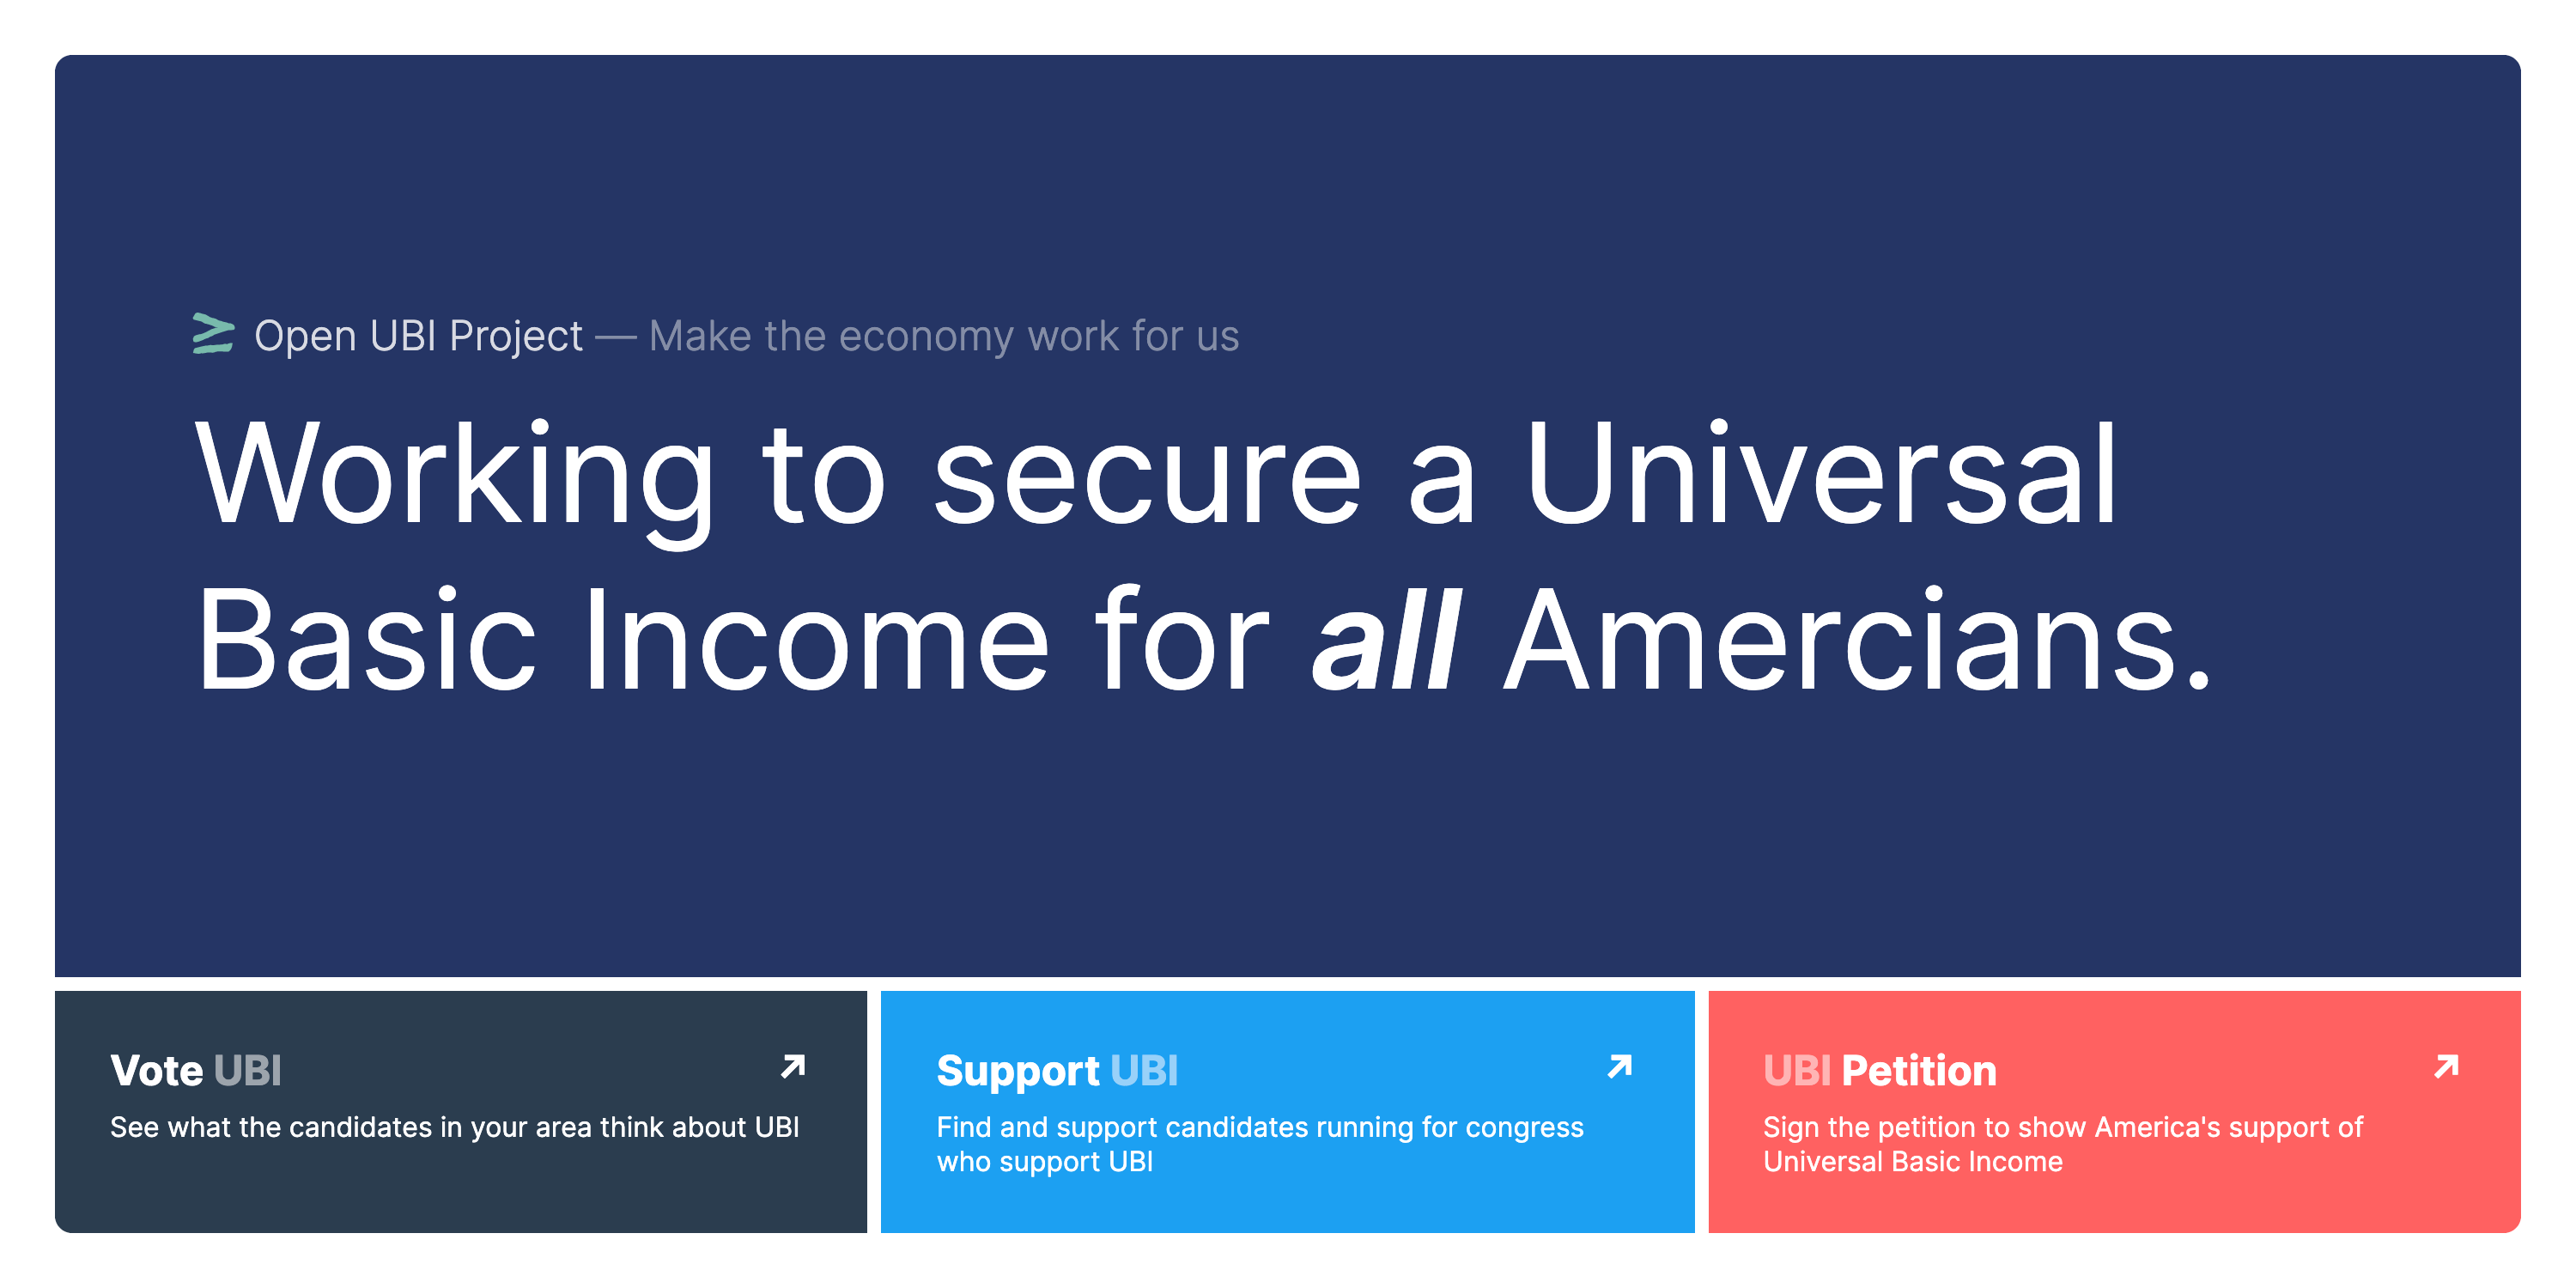 Open UBI Project — Make the economy work for us
Working to secure a Universal
Basic Income for all Amercians.
Vote UBI
See what the candidates in your area think about UBI
Support UBI
Find and support candidates running for congress
who support UBI
UBI Petition
Sign the petition to show America's support of
Universal Basic Income